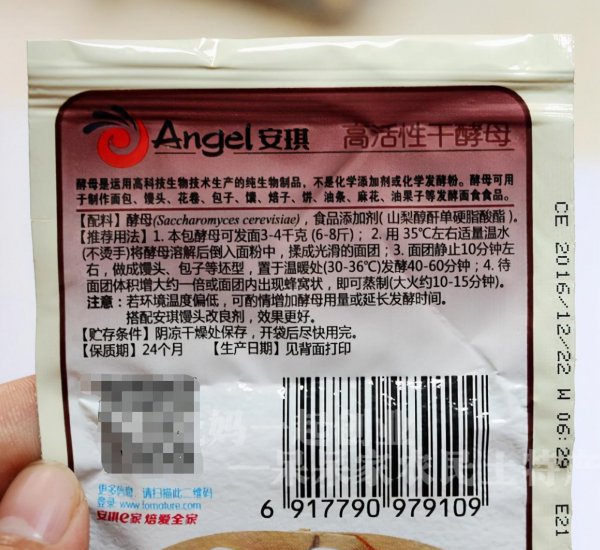 Angel安琪 高活性干酵母
酵母是运用高科技生物技术生产的纯生物制品，不是化学添加剂或化学发酵粉。酵母可用
于制作面包、馒头、花卷、包子、馕、焙子、饼、油条、麻花、油果子等发酵面食食品。
【配料】酵母(Saccharomyces cerevisiae)，食品添加剂(山梨醇酐单硬脂酸酯)。
【推荐用法】1. 本包酵母可发面3-4千克 (6-8斤)；2. 用 35℃左右适量温水
(不烫手)将酵母溶解后倒入面粉中，揉成光滑的面团；3. 面团静止10分钟左
右，做成馒头、包子等坯型，置于温暖处(30-36℃)发酵40-60分钟；4. 待
面团体积增大约一倍或面团内出现蜂窝状，即可蒸制(大火约10-15分钟)。
注意：若环境温度偏低，可酌情增加酵母用量或延长发酵时间。
搭配安琪馒头改良剂，效果更好。
【贮存条件】阴凉干燥处保存，开袋后尽快用完。
【保质期】24个月 【生产日期】见背面打印
更多信息，请扫描此二维码
登录 www.fomature.com
安琪e家 焙爱全家
6 917790 979109
CE 2016/12/22 W 06:29 E21